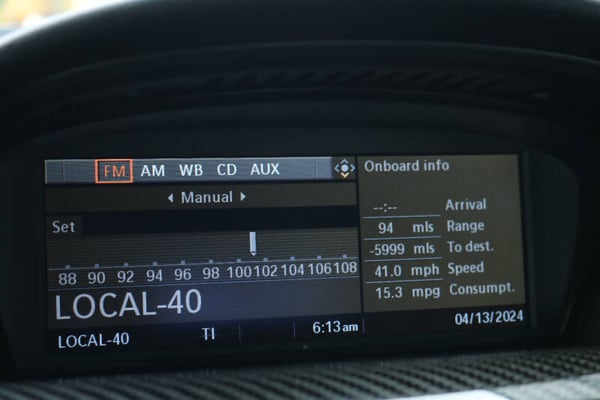 FM AM WB CD AUX
Manual
Set
88 90 92 94 96 98 100 102 104 106 108
LOCAL-40
LOCAL-40 TI 6:13 am
Onboard info
--:-- Arrival
94 mls Range
-5999 mls To dest.
41.0 mph Speed
15.3 mpg Consumpt.
04/13/2024